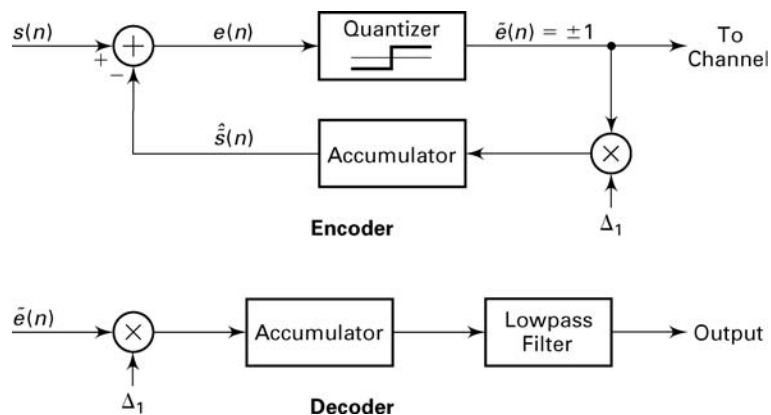 s(n)
+
+
−
e(n)
Quantizer
ẽ(n) = ±1
To
Channel
ŝ̃(n)
Accumulator
×
Δ₁
Encoder
ẽ(n)
×
Δ₁
Accumulator
Lowpass
Filter
Output
Decoder